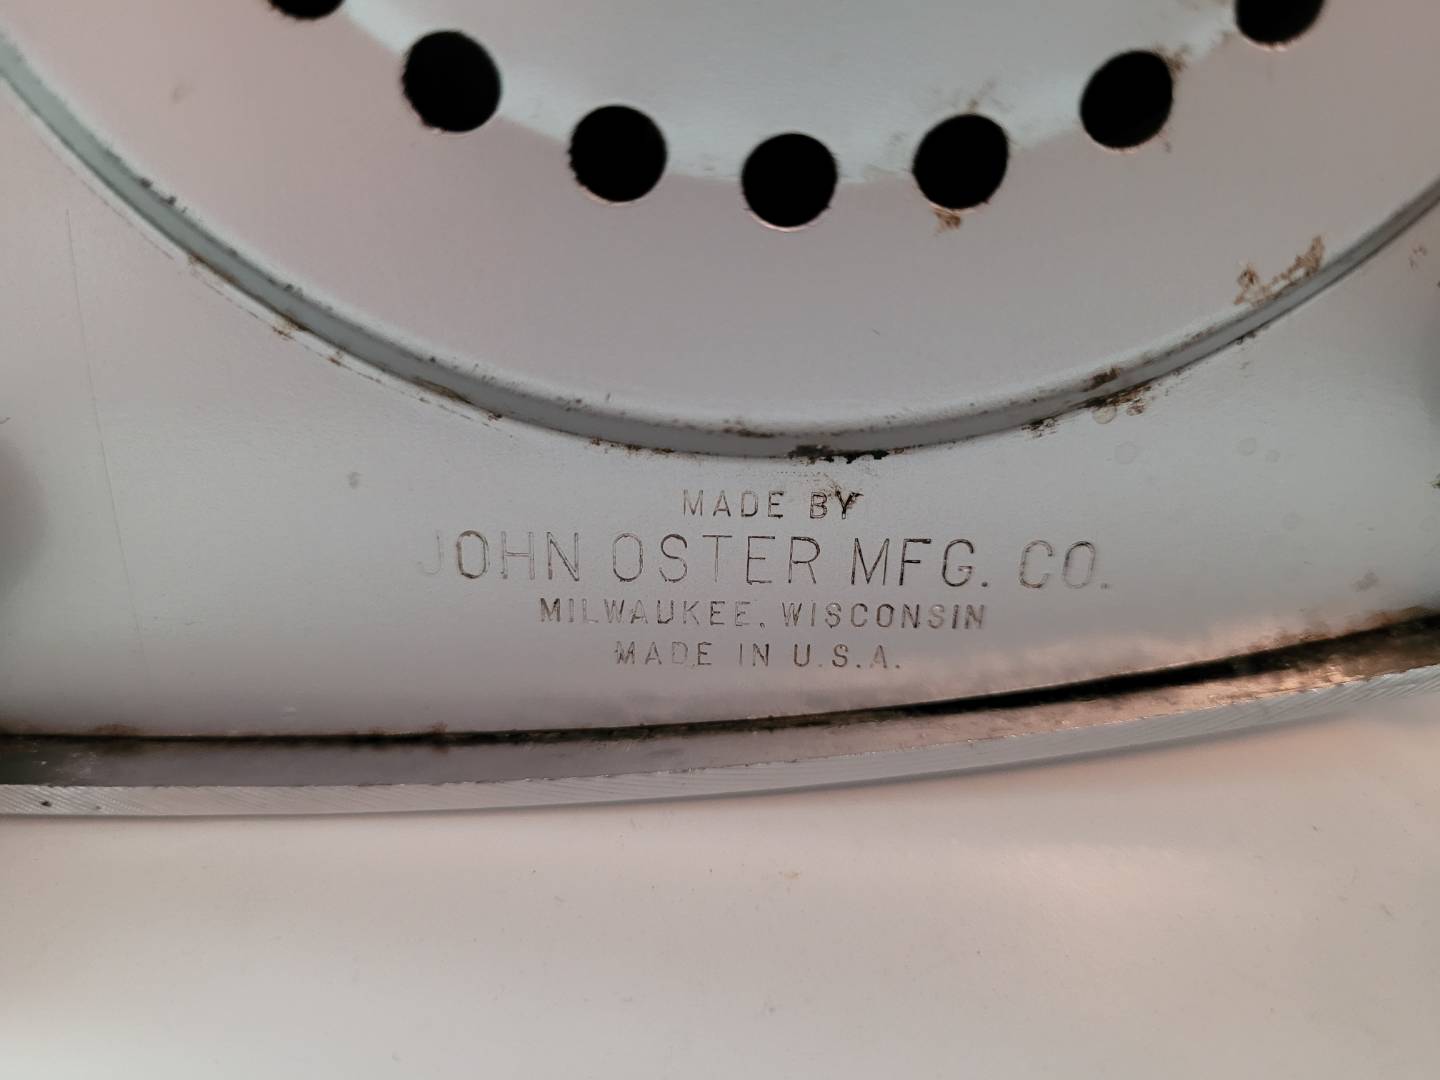 MADE BY
JOHN OSTER MFG. CO.
MILWAUKEE, WISCONSIN
MADE IN U.S.A.